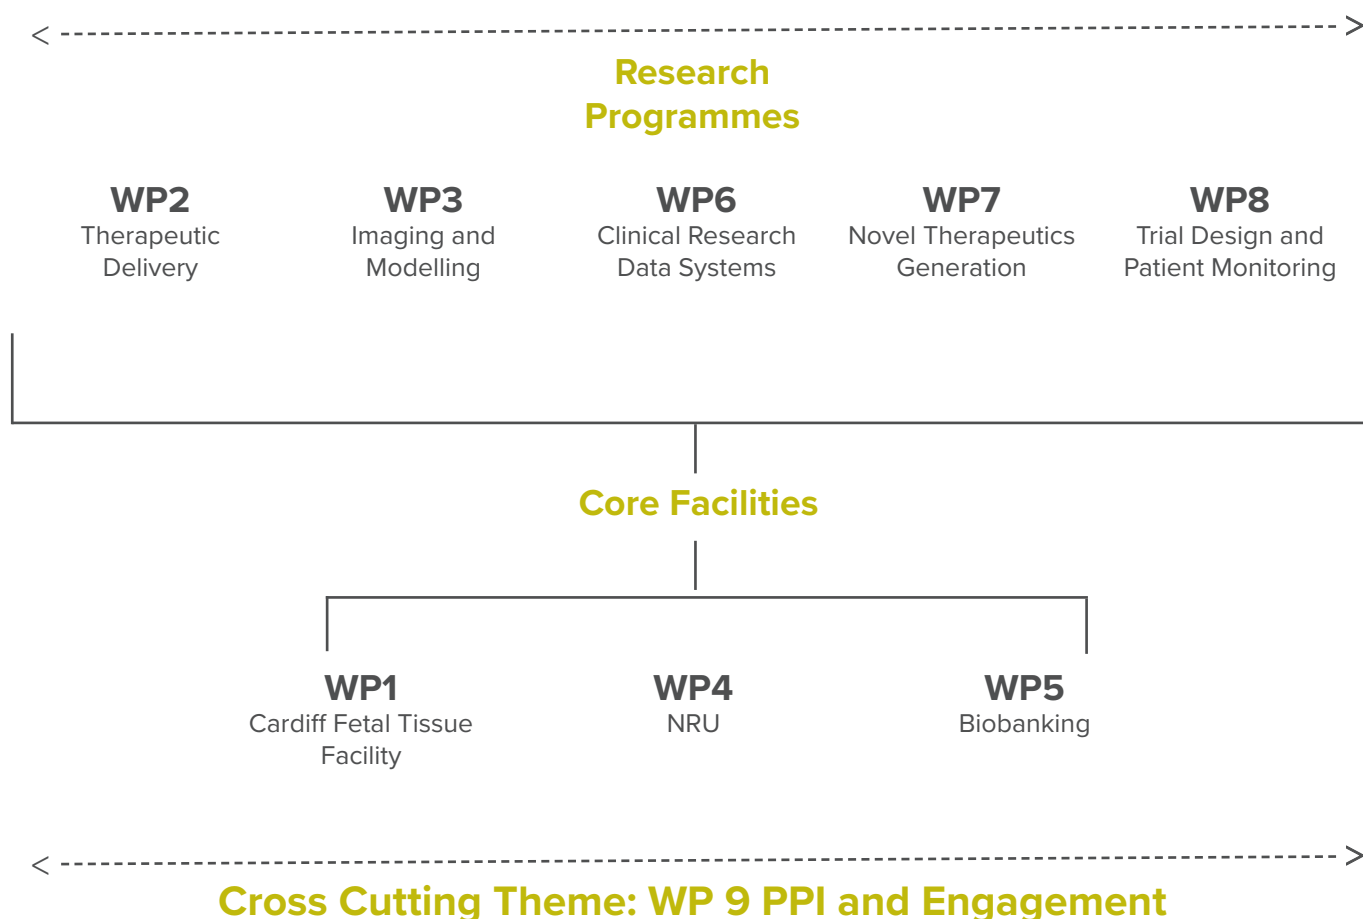 Research
Programmes
WP2
Therapeutic
Delivery
WP3
Imaging and
Modelling
WP6
Clinical Research
Data Systems
WP7
Novel Therapeutics
Generation
WP8
Trial Design and
Patient Monitoring
Core Facilities
WP1
Cardiff Fetal Tissue
Facility
WP4
NRU
WP5
Biobanking
Cross Cutting Theme: WP 9 PPI and Engagement